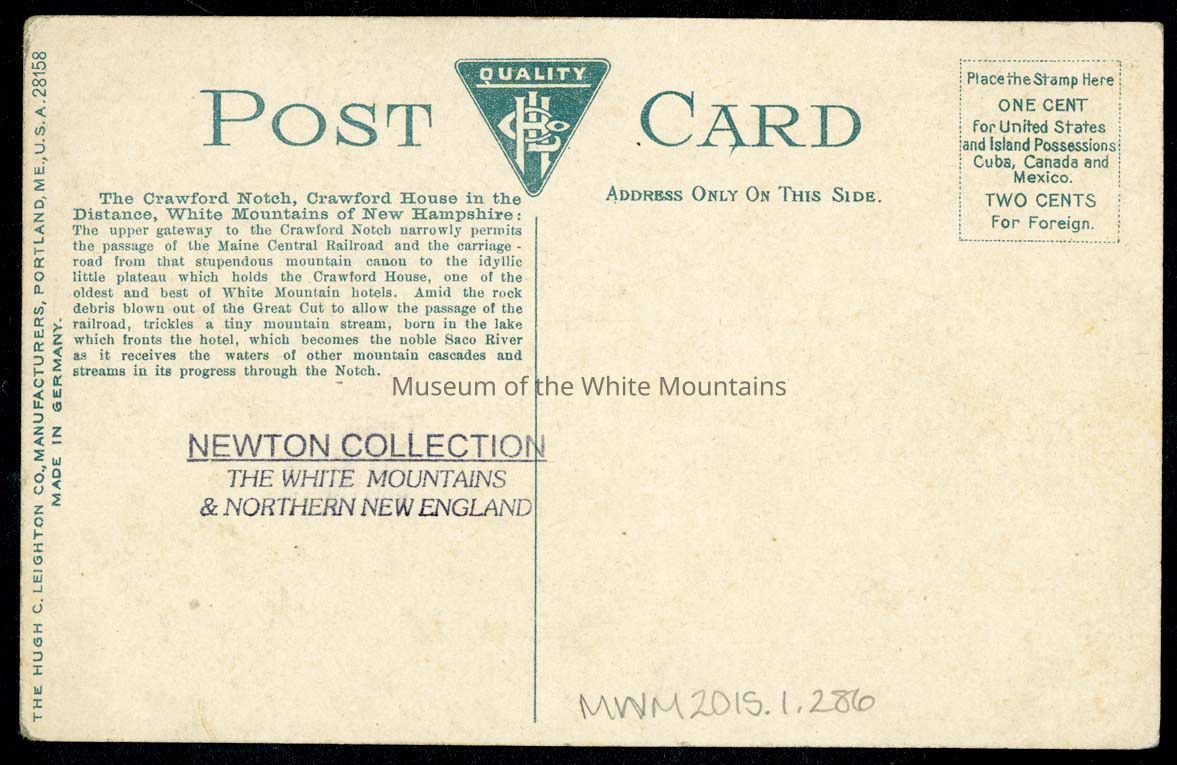 POST CARD
QUALITY
ADDRESS ONLY ON THIS SIDE.
Place the Stamp Here
ONE CENT
For United States
and Island Possessions
Cuba, Canada and
Mexico.
TWO CENTS
For Foreign.
The Crawford Notch, Crawford House in the
Distance, White Mountains of New Hampshire:
The upper gateway to the Crawford Notch narrowly permits
the passage of the Maine Central Railroad and the carriage -
road from that stupendous mountain canon to the idyllic
little plateau which holds the Crawford House, one of the
oldest and best of White Mountain hotels. Amid the rock
debris blown out of the Great Cut to allow the passage of the
railroad, trickles a tiny mountain stream, born in the lake
which fronts the hotel, which becomes the noble Saco River
as it receives the waters of other mountain cascades and
streams in its progress through the Notch.
Museum of the White Mountains
NEWTON COLLECTION
THE WHITE MOUNTAINS
& NORTHERN NEW ENGLAND
THE HUGH C. LEIGHTON CO., MANUFACTURERS, PORTLAND, ME., U.S.A. 28158
MADE IN GERMANY.
MWM2015.1.286